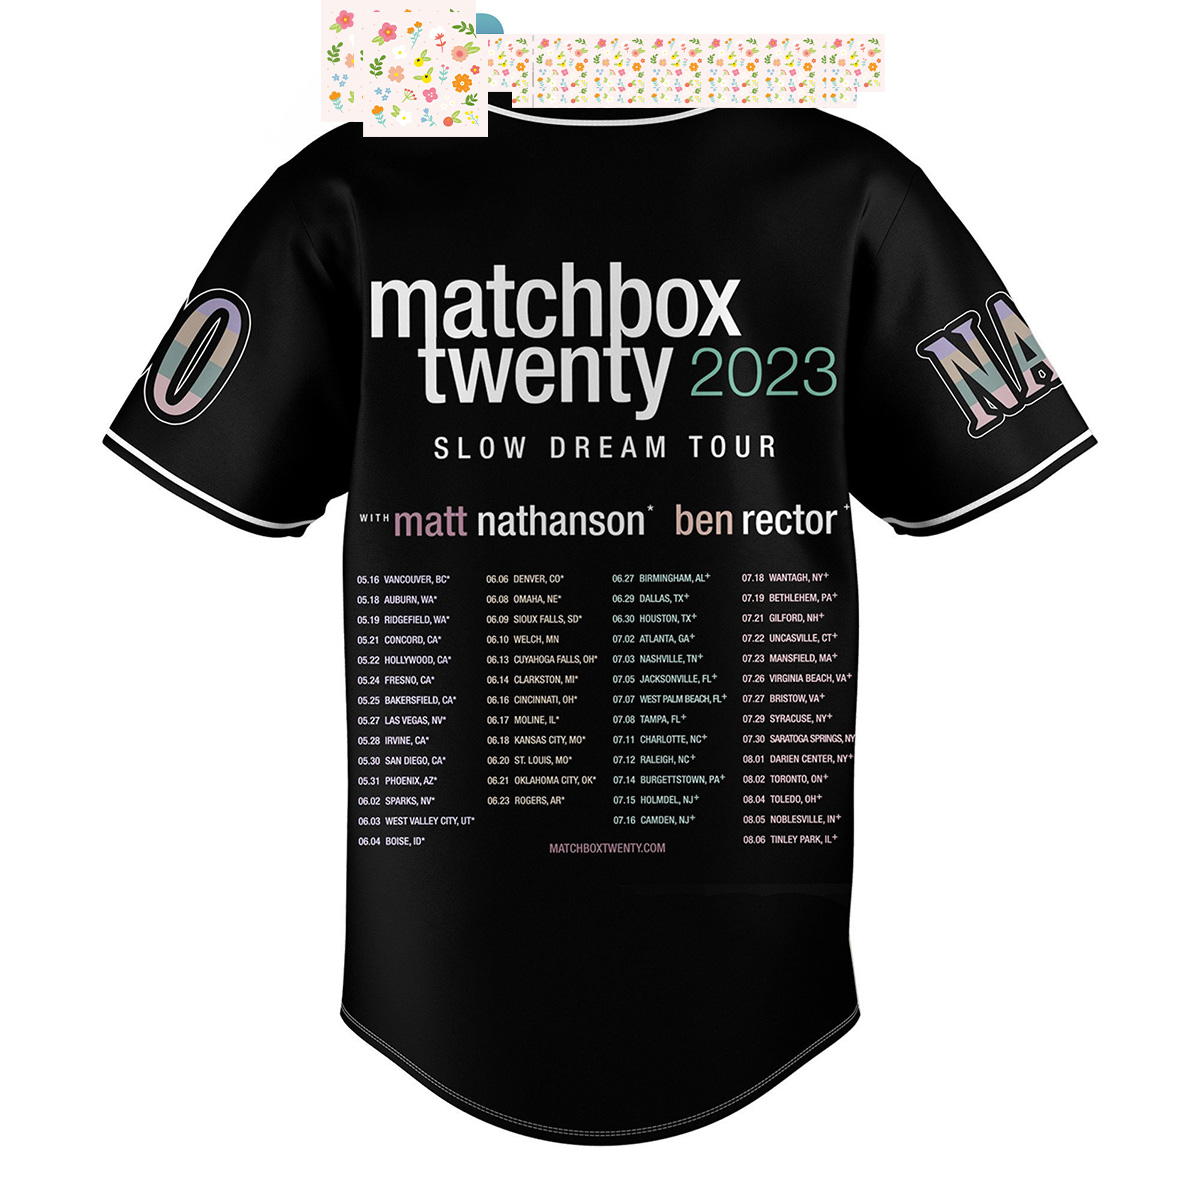 matchbox
twenty 2023
SLOW DREAM TOUR
WITH matt nathanson* ben rector+
O
NA
05.16 VANCOUVER, BC*
05.18 AUBURN, WA*
05.19 RIDGEFIELD, WA*
05.21 CONCORD, CA*
05.22 HOLLYWOOD, CA*
05.24 FRESNO, CA*
05.25 BAKERSFIELD, CA*
05.27 LAS VEGAS, NV*
05.28 IRVINE, CA*
05.30 SAN DIEGO, CA*
05.31 PHOENIX, AZ*
06.02 SPARKS, NV*
06.03 WEST VALLEY CITY, UT*
06.04 BOISE, ID*
06.06 DENVER, CO*
06.08 OMAHA, NE*
06.09 SIOUX FALLS, SD*
06.10 WELCH, MN
06.13 CUYAHOGA FALLS, OH*
06.14 CLARKSTON, MI*
06.16 CINCINNATI, OH*
06.17 MOLINE, IL*
06.18 KANSAS CITY, MO*
06.20 ST. LOUIS, MO*
06.21 OKLAHOMA CITY, OK*
06.23 ROGERS, AR*
06.27 BIRMINGHAM, AL+
06.29 DALLAS, TX+
06.30 HOUSTON, TX+
07.02 ATLANTA, GA+
07.03 NASHVILLE, TN+
07.05 JACKSONVILLE, FL+
07.07 WEST PALM BEACH, FL+
07.08 TAMPA, FL+
07.11 CHARLOTTE, NC+
07.12 RALEIGH, NC+
07.14 BURGETTSTOWN, PA+
07.15 HOLMDEL, NJ+
07.16 CAMDEN, NJ+
07.18 WANTAGH, NY+
07.19 BETHLEHEM, PA+
07.21 GILFORD, NH+
07.22 UNCASVILLE, CT+
07.23 MANSFIELD, MA+
07.26 VIRGINIA BEACH, VA+
07.27 BRISTOW, VA+
07.29 SYRACUSE, NY+
07.30 SARATOGA SPRINGS, NY
08.01 DARIEN CENTER, NY+
08.02 TORONTO, ON+
08.04 TOLEDO, OH+
08.05 NOBLESVILLE, IN+
08.06 TINLEY PARK, IL+
MATCHBOXTWENTY.COM